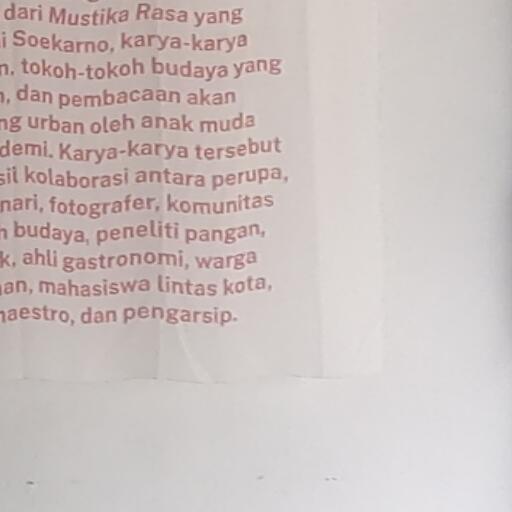 dari Mustika Rasa yang
i Soekarno, karya-karya
n, tokoh-tokoh budaya yang
n, dan pembacaan akan
ng urban oleh anak muda
demi. Karya-karya tersebut
sil kolaborasi antara perupa,
nari, fotografer, komunitas
h budaya, peneliti pangan,
k, ahli gastronomi, warga
an, mahasiswa lintas kota,
naestro, dan pengarsip.